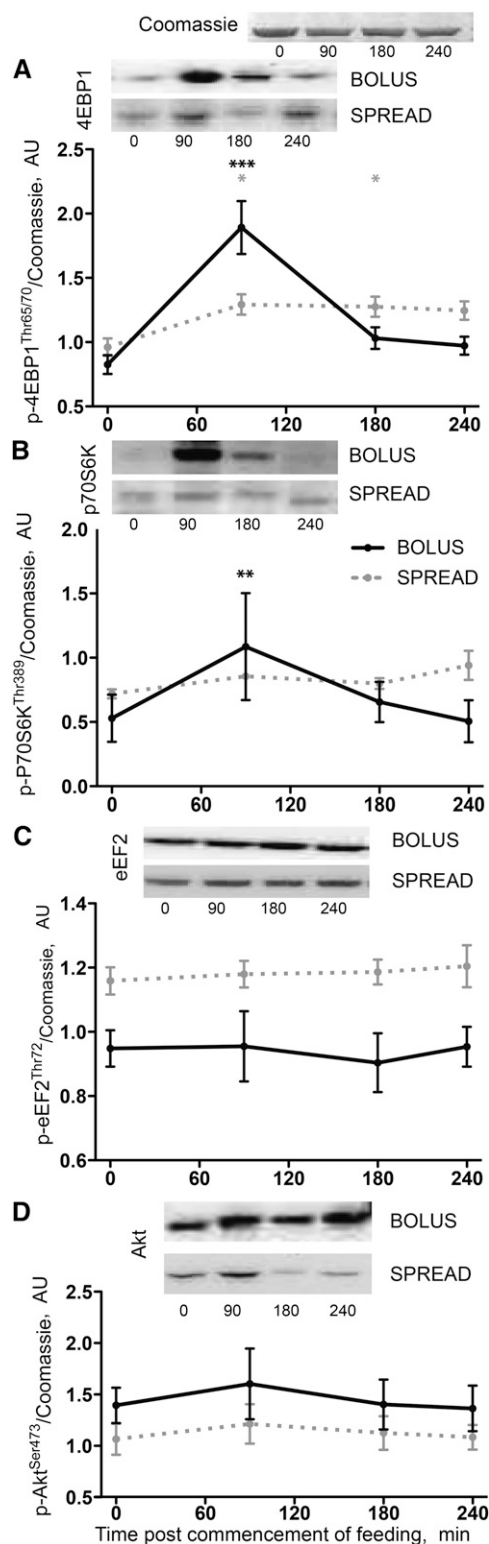 Coomassie
0 90 180 240
A
4EBP1
BOLUS
SPREAD
0 90 180 240
p-4EBP1Thr65/70/Coomassie, AU
2.5
2.0
1.5
1.0
0.5
***
*
*
0 60 120 180 240
B
p70S6K
BOLUS
SPREAD
0 90 180 240
p-P70S6KThr389/Coomassie, AU
2.0
1.5
1.0
0.5
0.0
**
BOLUS
SPREAD
0 60 120 180 240
C
eEF2
BOLUS
SPREAD
0 90 180 240
p-eEF2Thr72/Coomassie, AU
1.4
1.2
1.0
0.8
0.6
0 60 120 180 240
D
Akt
BOLUS
SPREAD
0 90 180 240
p-AktSer473/Coomassie, AU
2.5
2.0
1.5
1.0
0.5
0 60 120 180 240
Time post commencement of feeding, min